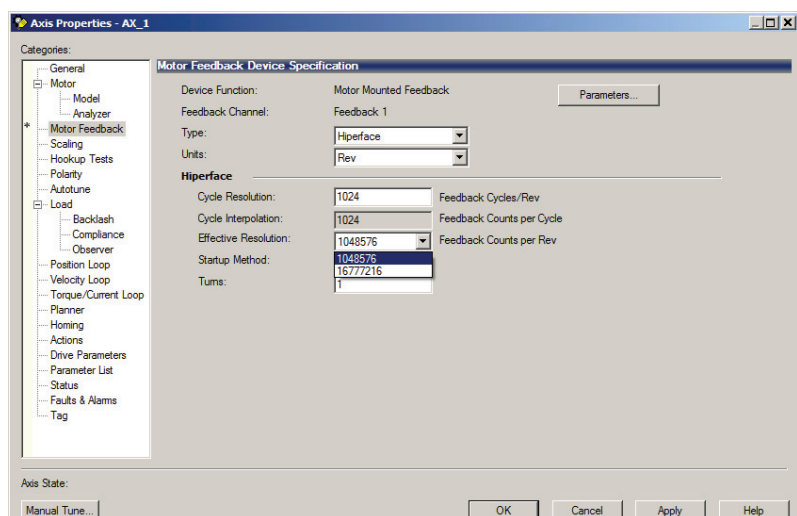 Axis Properties - AX_1
Categories:
General
Motor
Model
Analyzer
* Motor Feedback
Scaling
Hookup Tests
Polarity
Autotune
Load
Backlash
Compliance
Observer
Position Loop
Velocity Loop
Torque/Current Loop
Planner
Homing
Actions
Drive Parameters
Parameter List
Status
Faults & Alarms
Tag
Motor Feedback Device Specification
Device Function: Motor Mounted Feedback Parameters...
Feedback Channel: Feedback 1
Type: Hiperface
Units: Rev
Hiperface
Cycle Resolution: 1024 Feedback Cycles/Rev
Cycle Interpolation: 1024 Feedback Counts per Cycle
Effective Resolution: 1048576 Feedback Counts per Rev
Startup Method: 1048576
16777216
Turns: 1
Axis State:
Manual Tune... OK Cancel Apply Help